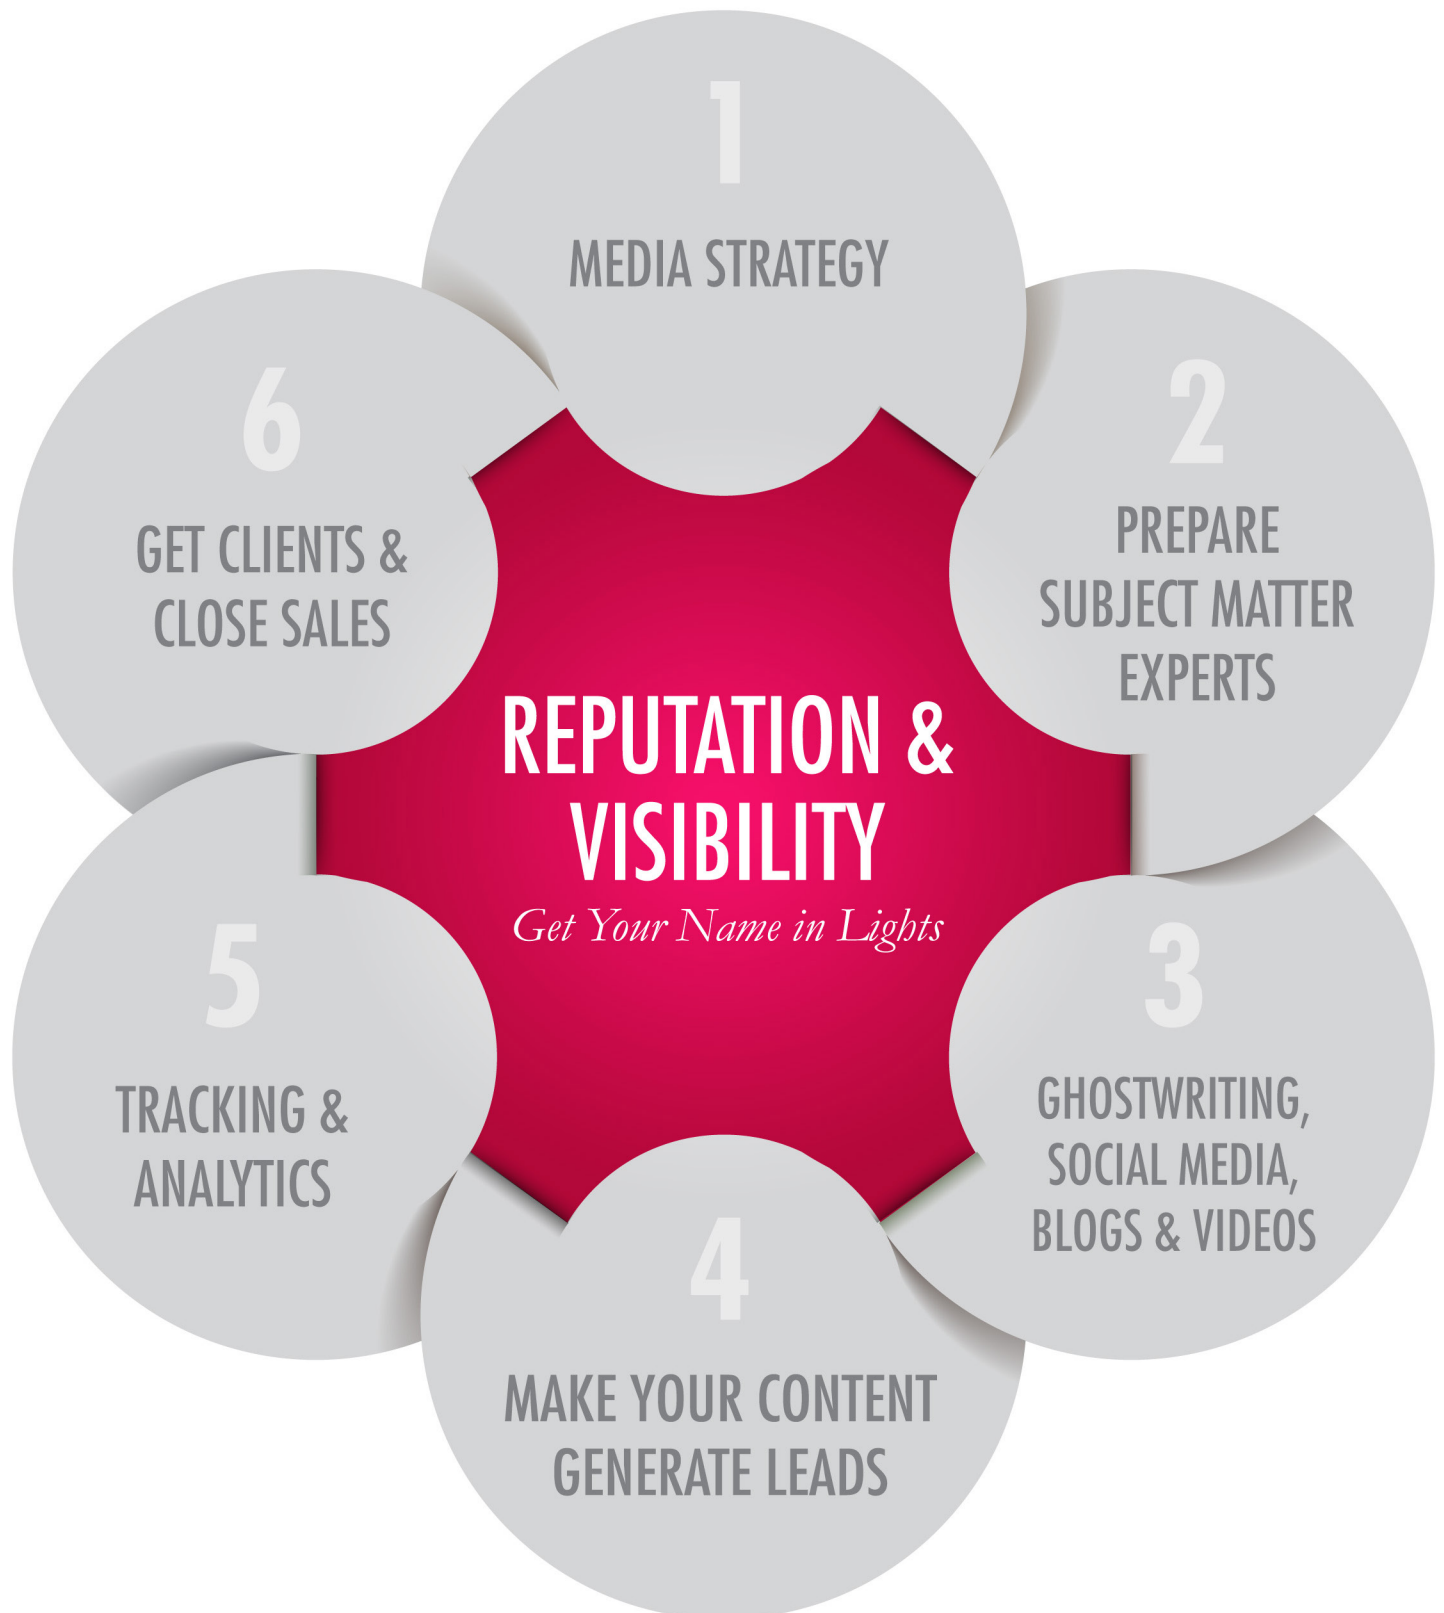 1
MEDIA STRATEGY
2
PREPARE
SUBJECT MATTER
EXPERTS
3
GHOSTWRITING,
SOCIAL MEDIA,
BLOGS & VIDEOS
4
MAKE YOUR CONTENT
GENERATE LEADS
5
TRACKING &
ANALYTICS
6
GET CLIENTS &
CLOSE SALES
REPUTATION &
VISIBILITY
Get Your Name in Lights